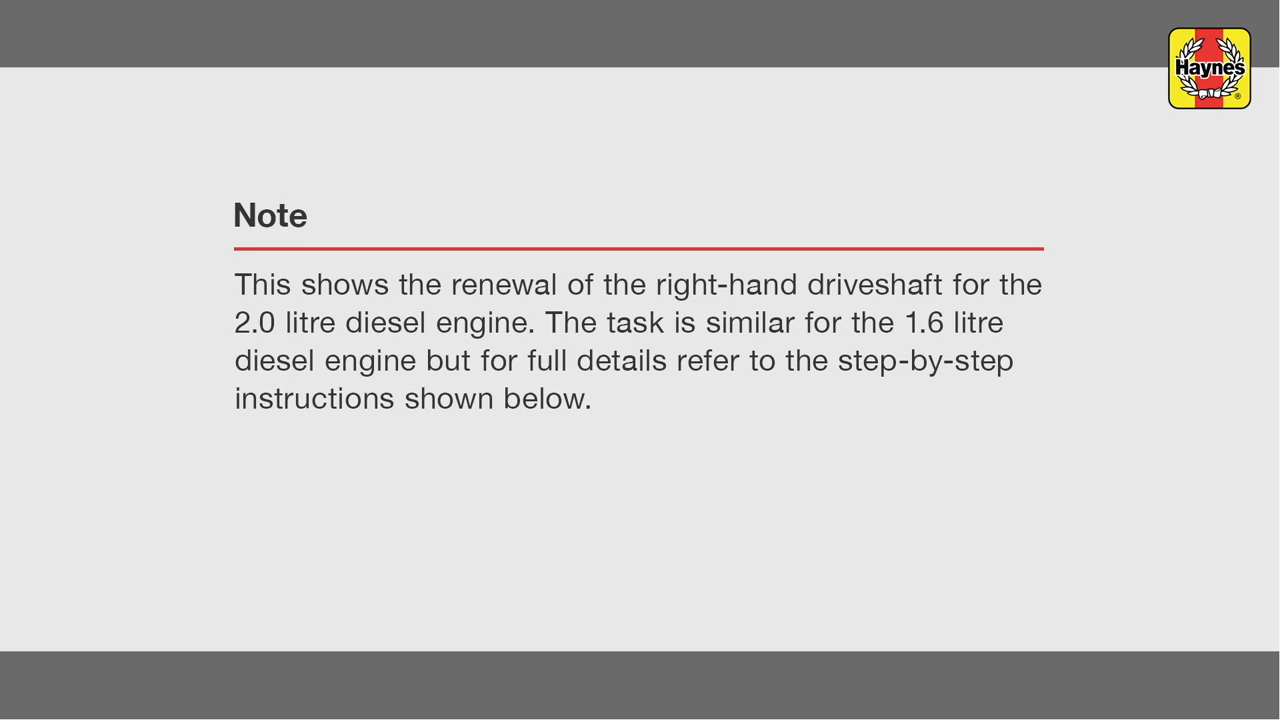 Haynes
®
Note
This shows the renewal of the right-hand driveshaft for the
2.0 litre diesel engine. The task is similar for the 1.6 litre
diesel engine but for full details refer to the step-by-step
instructions shown below.